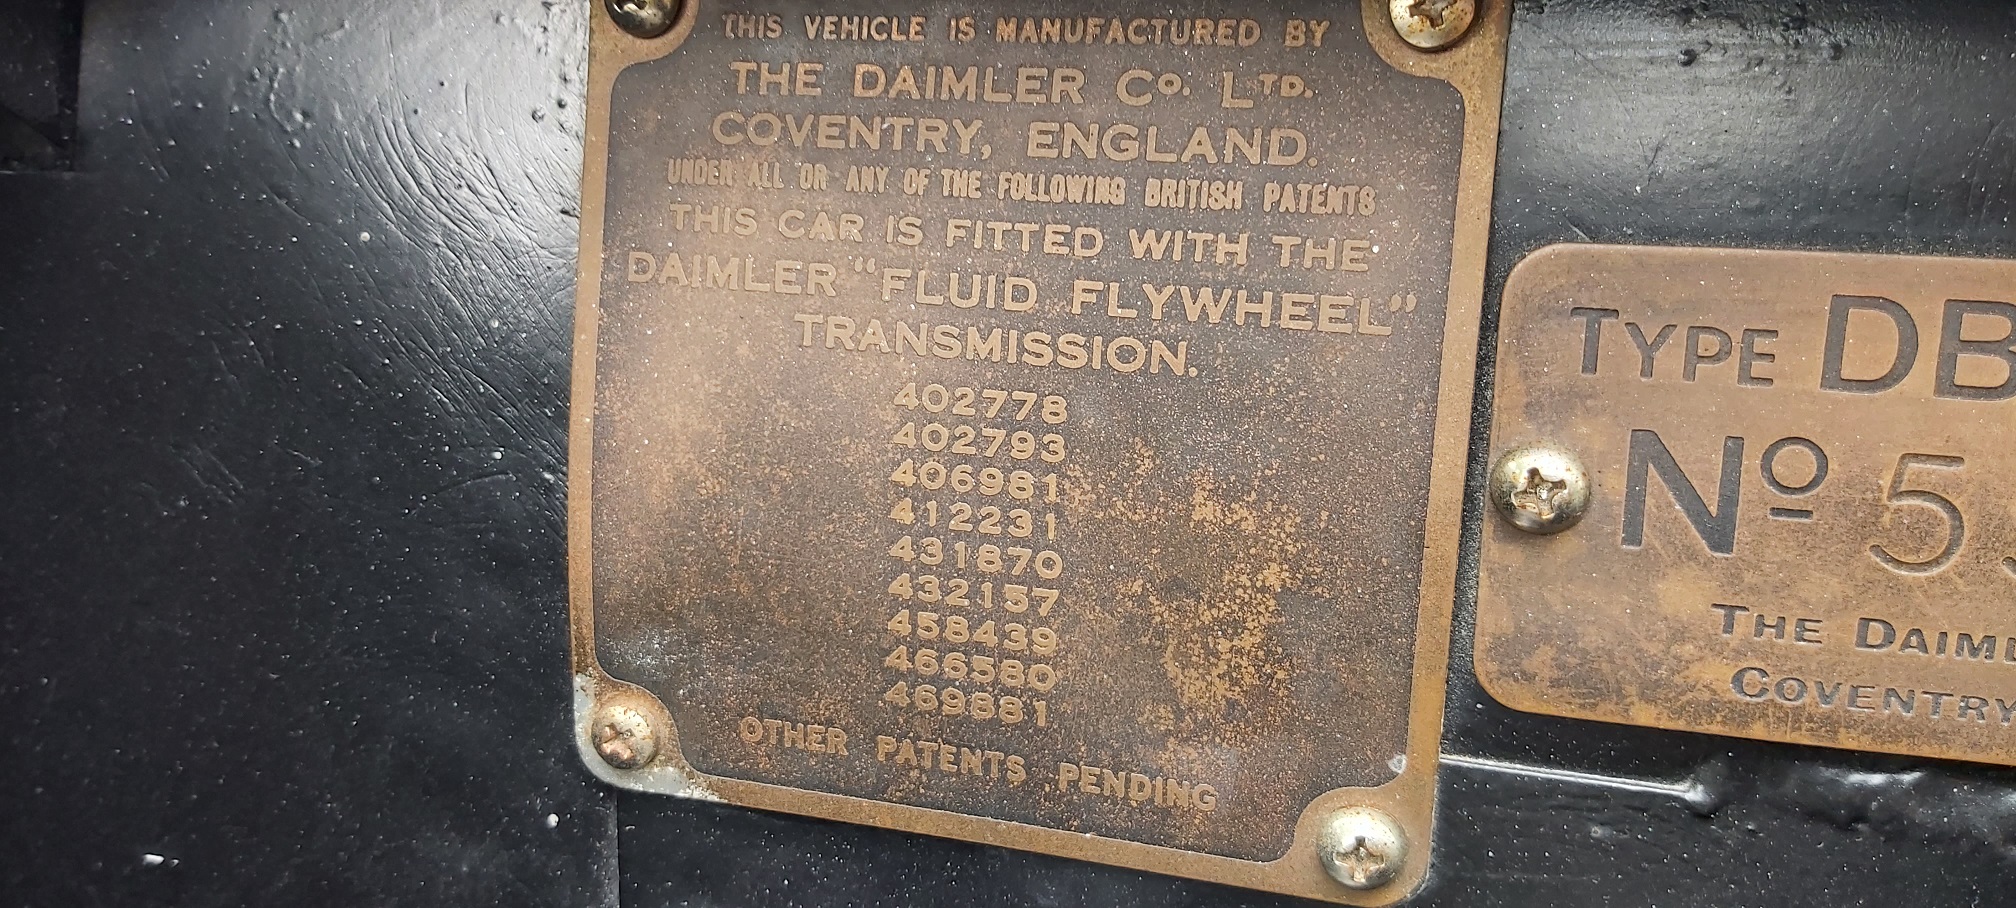 THIS VEHICLE IS MANUFACTURED BY
THE DAIMLER Co. LTD.
COVENTRY, ENGLAND.
UNDER ALL OR ANY OF THE FOLLOWING BRITISH PATENTS
THIS CAR IS FITTED WITH THE
DAIMLER "FLUID FLYWHEEL"
TRANSMISSION.
402778
402793
406981
412231
431870
432157
458439
466580
469881
OTHER PATENTS PENDING
TYPE DB
No 5
THE DAIML
COVENTRY